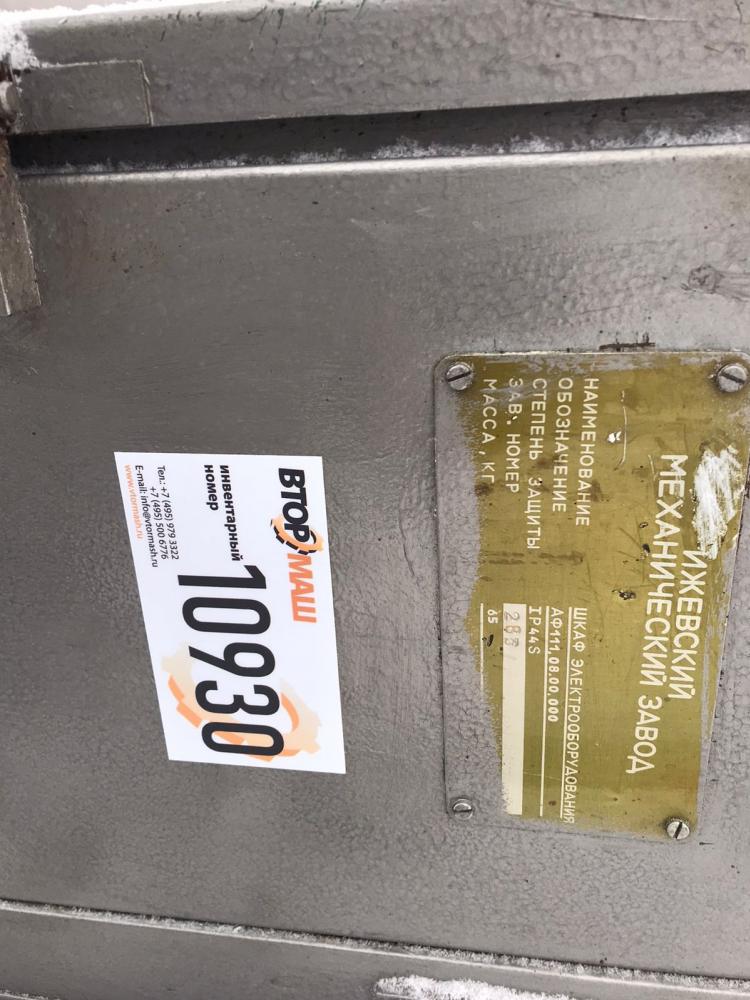 ИЖЕВСКИЙ
МЕХАНИЧЕСКИЙ ЗАВОД
НАИМЕНОВАНИЕ ШКАФ ЭЛЕКТРООБОРУДОВАНИЯ
ОБОЗНАЧЕНИЕ АФ111.08.00.000
СТЕПЕНЬ ЗАЩИТЫ IP44S
ЗАВ. НОМЕР 283
МАССА, КГ 65
ВТОРМАШ
инвентарный
номер
10930
Тел.: +7 (495) 979 3322
+7 (495) 500 6776
E-mail: info@vtormash.ru
www.vtormash.ru